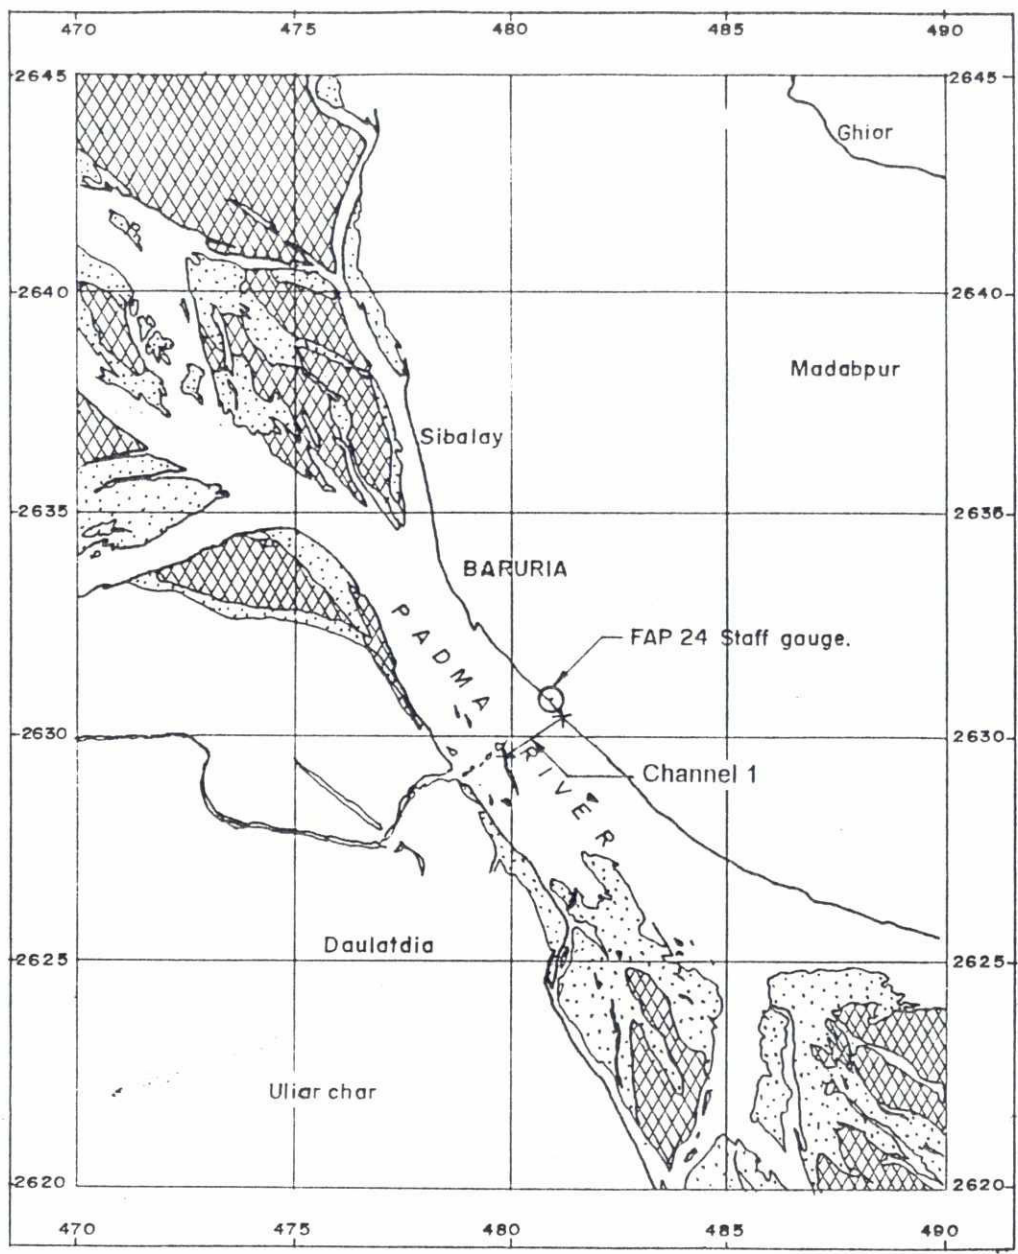 470 475 480 485 490
2645 2645
Ghior
2640 2640
Madabpur
Sibalay
2635 2635
BARURIA
PADMA RIVER
FAP 24 Staff gauge.
2630 2630
Channel 1
Daulatdia
2625 2625
Uliar char
2620 2620
470 475 480 485 490